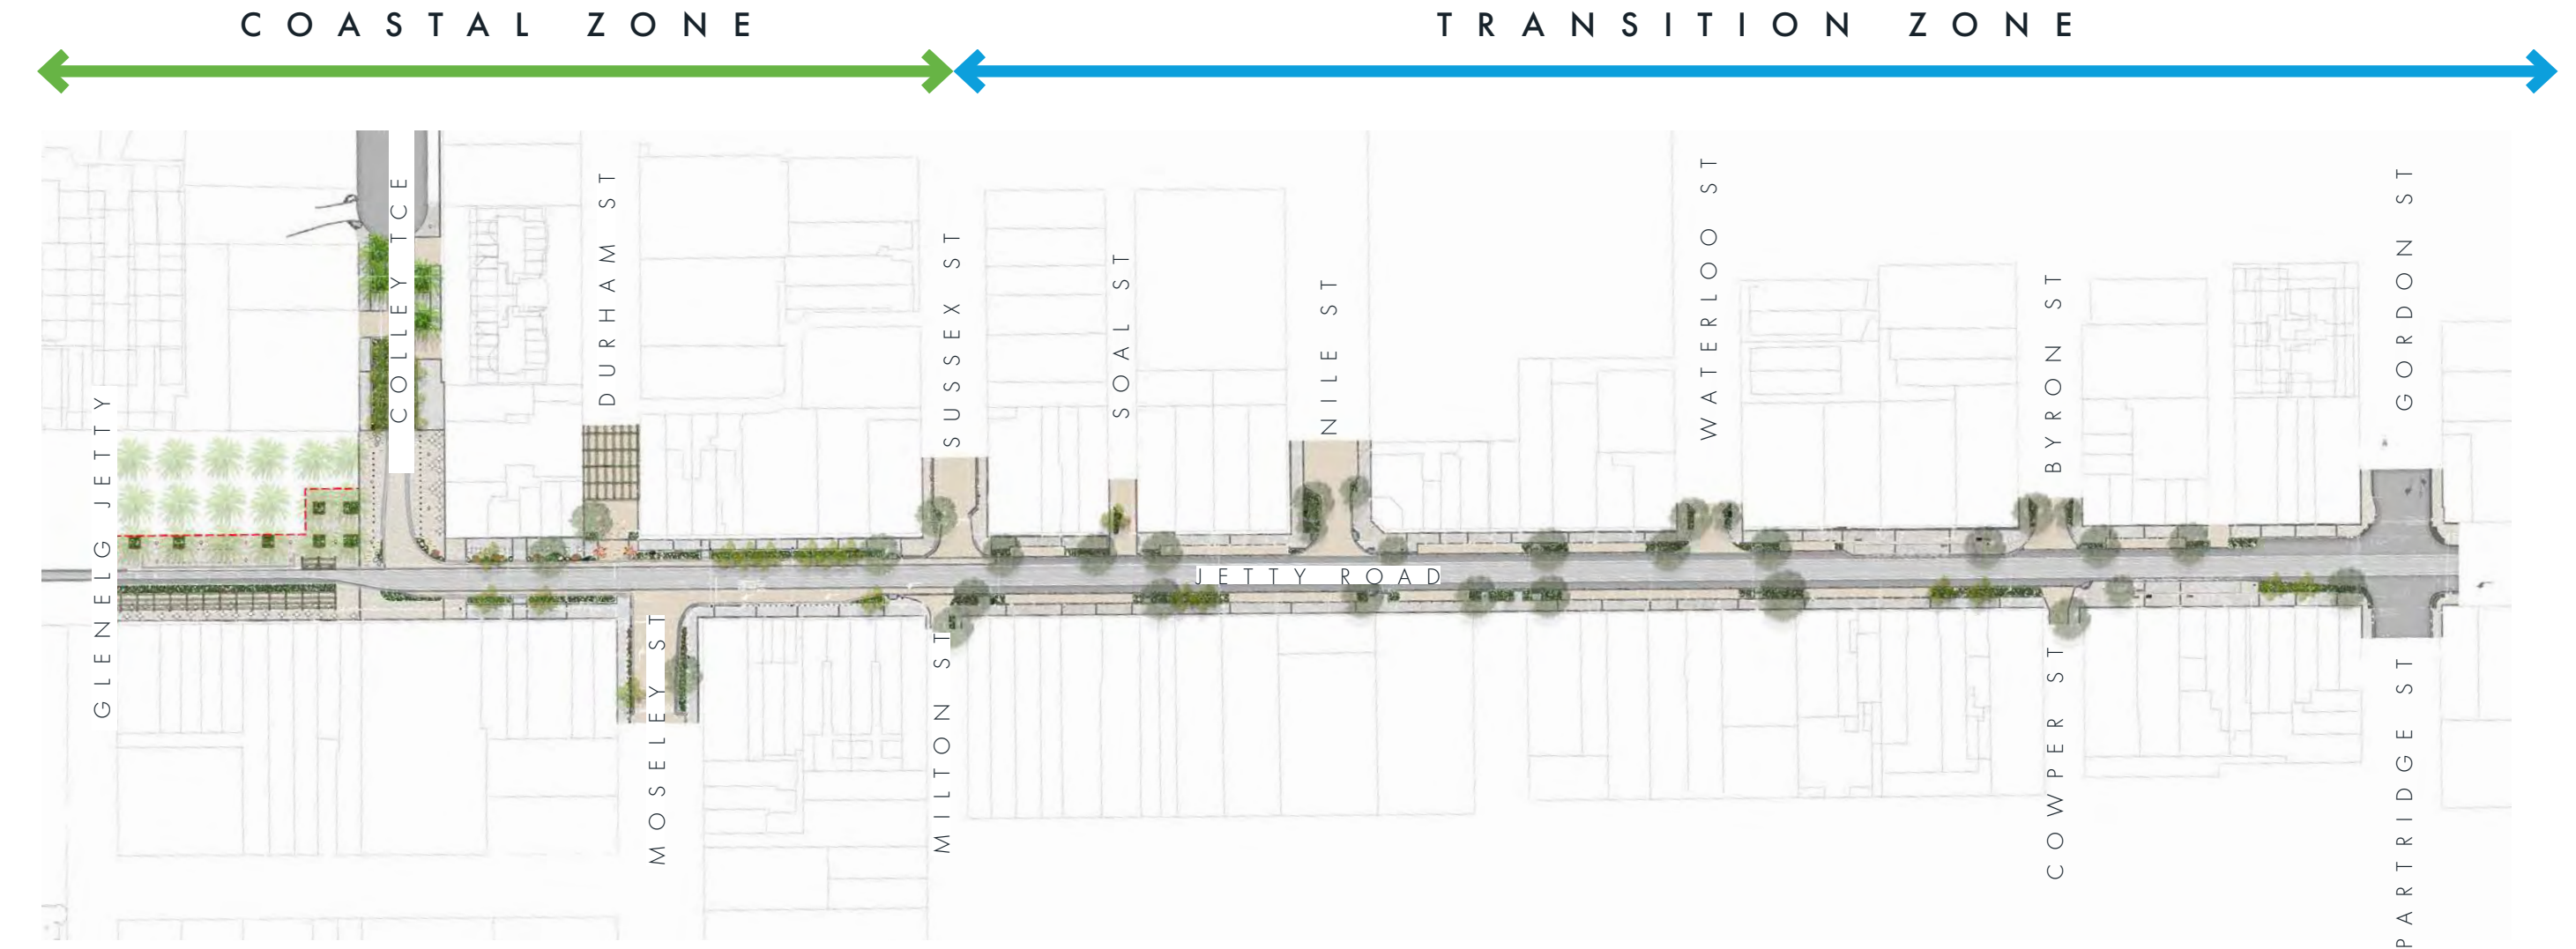 COASTAL ZONE
TRANSITION ZONE
GLENELG JETTY
COLLEY TCE
DURHAM ST
MOSELEY ST
SUSSEX ST
MILTON ST
SOAL ST
NILE ST
JETTY ROAD
WATERLOO ST
BYRON ST
COWPER ST
GORDON ST
PARTRIDGE ST